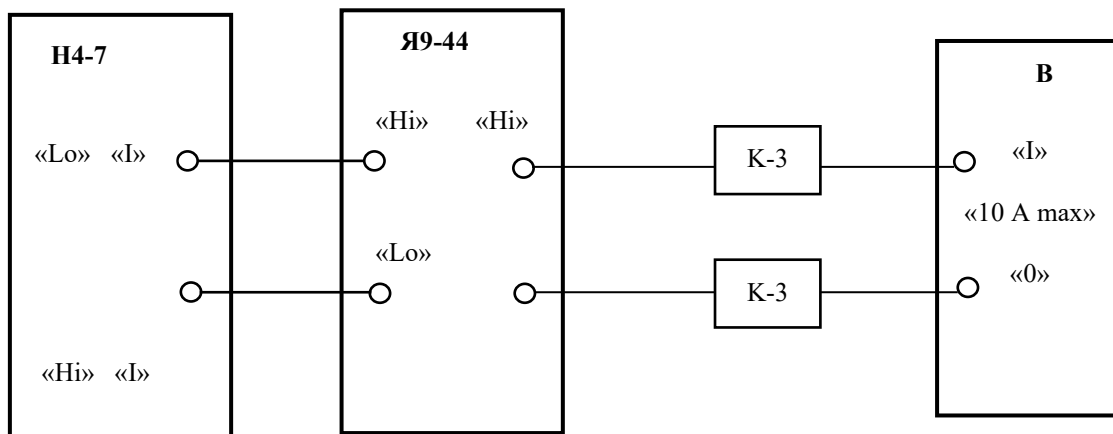 Н4-7
Я9-44
В
«Hi» «Hi»
«Lo» «I»
К-3
«I»
«10 A max»
«Lo»
К-3
«0»
«Hi» «I»